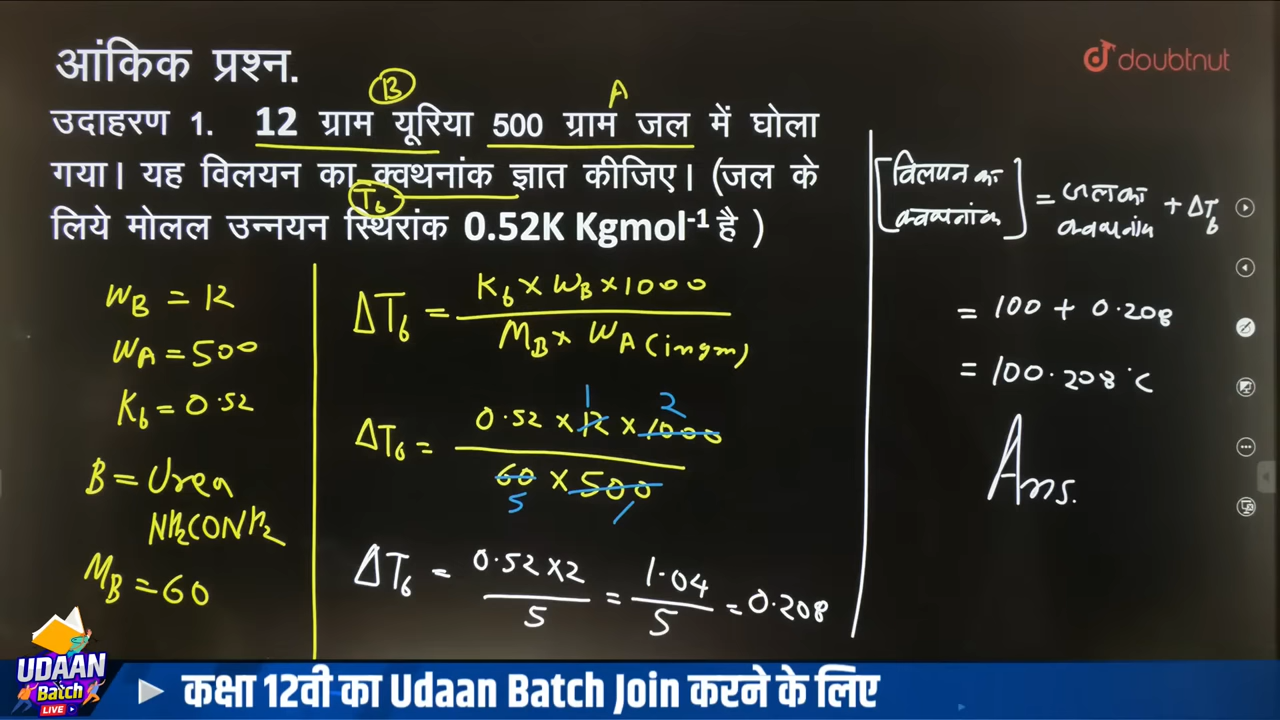 आंकिक प्रश्न.
doubtnut
B
A
उदाहरण 1. 12 ग्राम यूरिया 500 ग्राम जल में घोला
गया। यह विलयन का क्वथनांक ज्ञात कीजिए। (जल के
Tb
लिये मोलल उन्नयन स्थिरांक 0.52K Kgmol⁻¹ है )
WB = 12
WA = 500
Kb = 0.52
B = Urea
NH2CONH2
MB = 60
ΔTb = Kb × WB × 1000
MB × WA (in gm)
1 2
ΔTb = 0.52 × 12 × 1000
60 × 500
5 1
ΔTb = 0.52 × 2 / 5 = 1.04 / 5 = 0.208
[विलयन का क्वथनांक] = जल का क्वथनांक + ΔTb
= 100 + 0.208
= 100.208°C
Ans.
UDAAN
Batch
LIVE
कक्षा 12वी का Udaan Batch Join करने के लिए